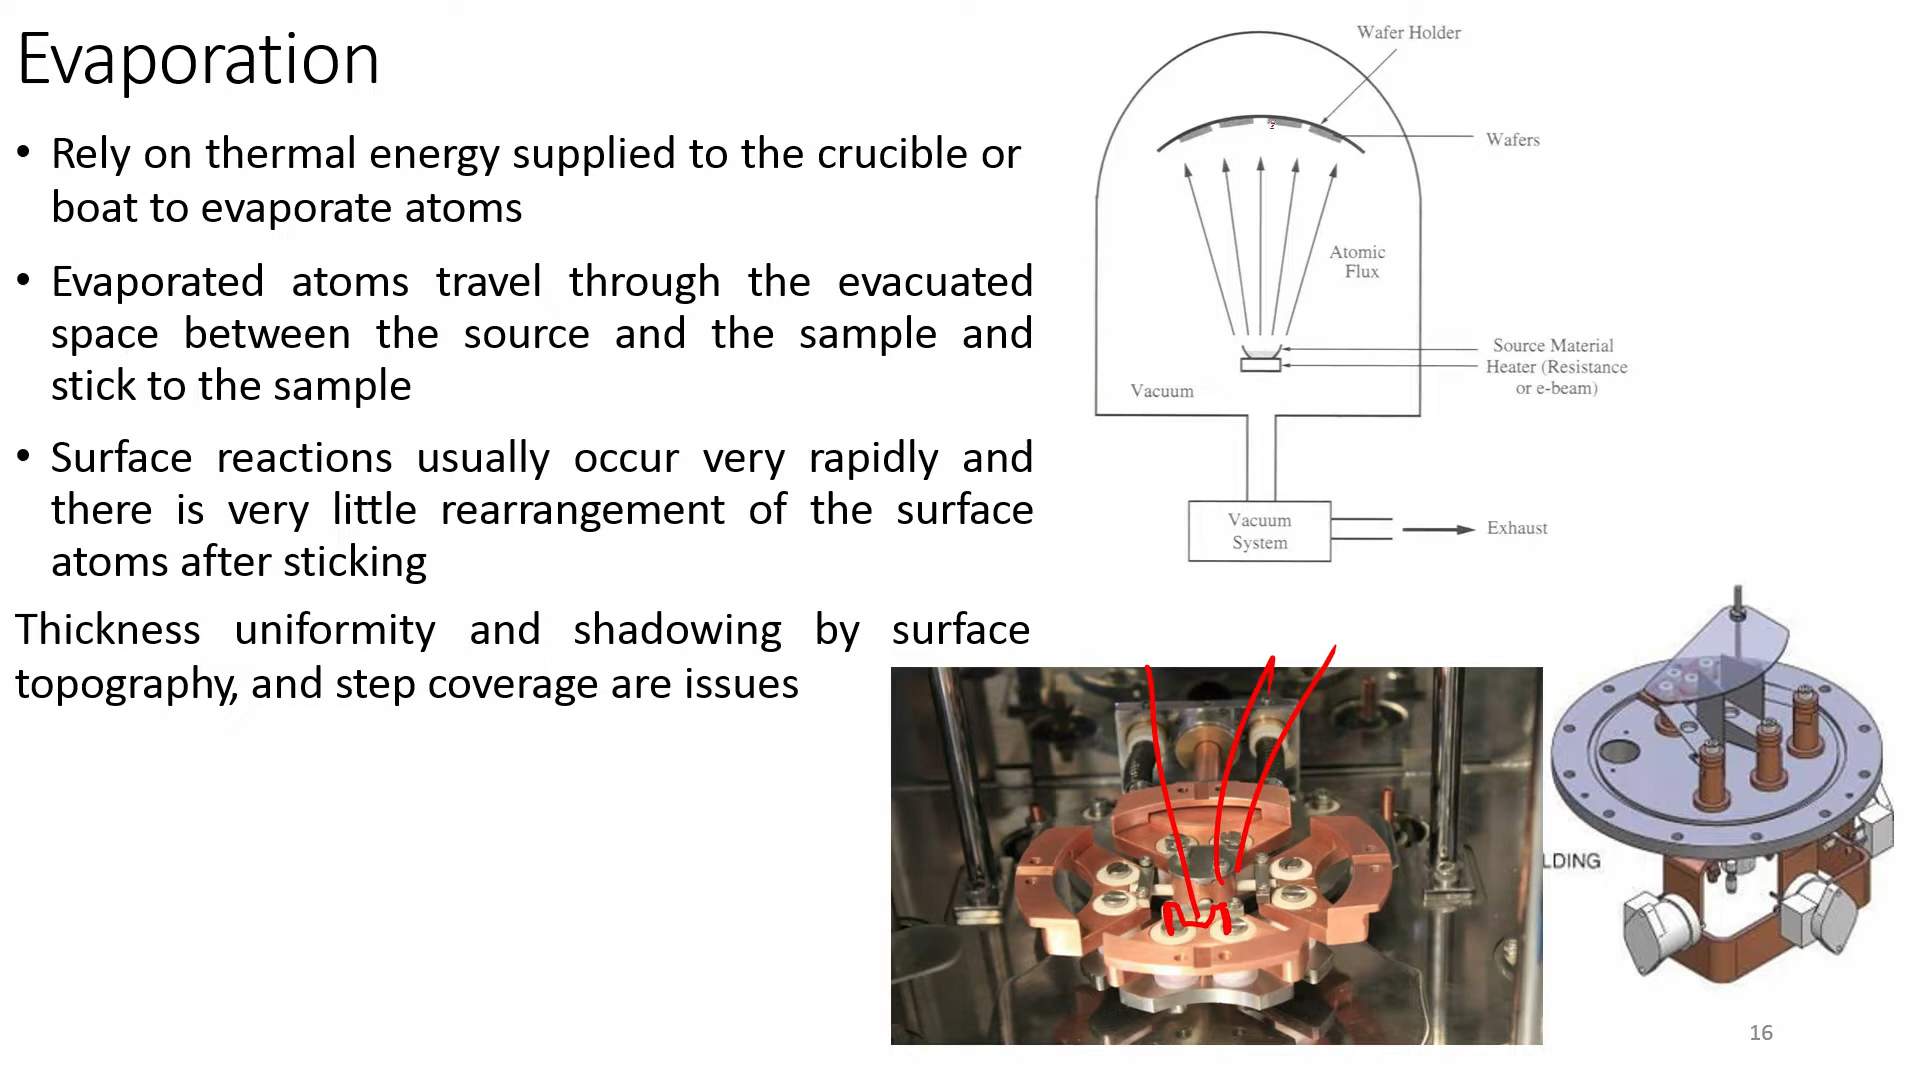 Evaporation
• Rely on thermal energy supplied to the crucible or
boat to evaporate atoms
• Evaporated atoms travel through the evacuated
space between the source and the sample and
stick to the sample
• Surface reactions usually occur very rapidly and
there is very little rearrangement of the surface
atoms after sticking
Thickness uniformity and shadowing by surface
topography, and step coverage are issues
Wafer Holder
Wafers
Atomic
Flux
Source Material
Heater (Resistance
or e-beam)
Vacuum
Vacuum
System
Exhaust
LDING
16